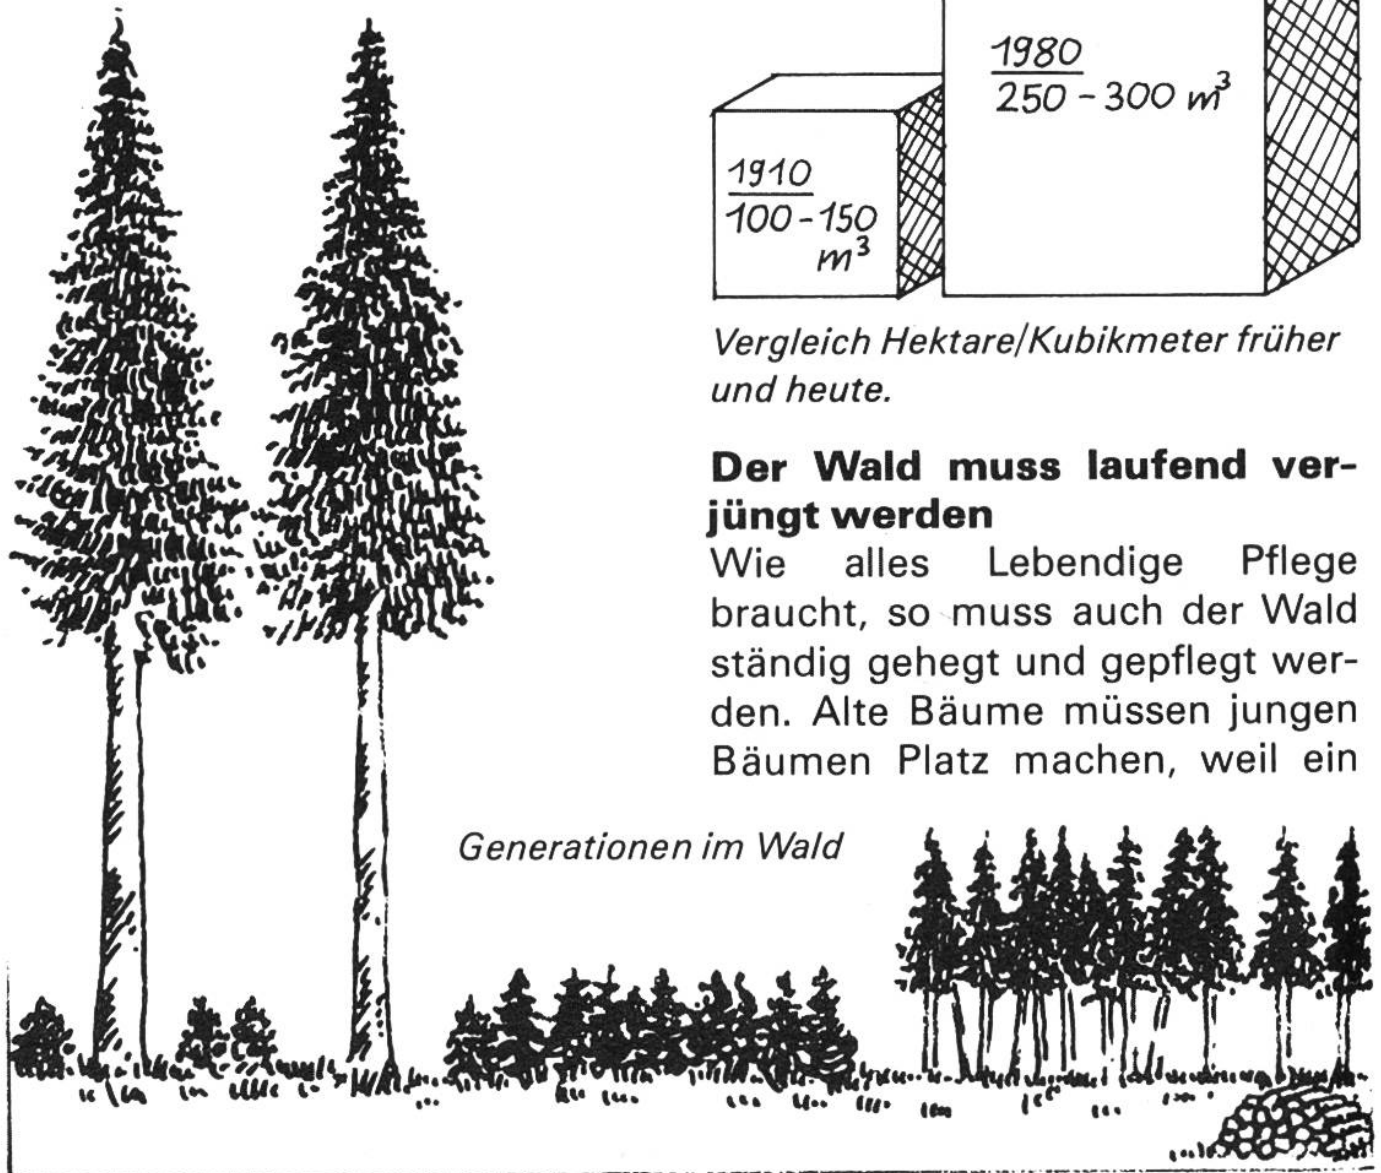 1980
250 - 300 m³
1910
100 - 150
m³
Vergleich Hektare/Kubikmeter früher
und heute.
Der Wald muss laufend ver-
jüngt werden
Wie alles Lebendige Pflege
braucht, so muss auch der Wald
ständig gehegt und gepflegt wer-
den. Alte Bäume müssen jungen
Bäumen Platz machen, weil ein
Generationen im Wald